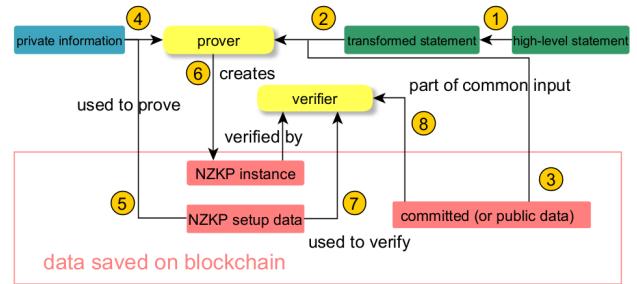 4
2
1
private information
prover
transformed statement
high-level statement
6
creates
part of common input
used to prove
verifier
8
verified by
NZKP instance
3
5
7
NZKP setup data
committed (or public data)
used to verify
data saved on blockchain